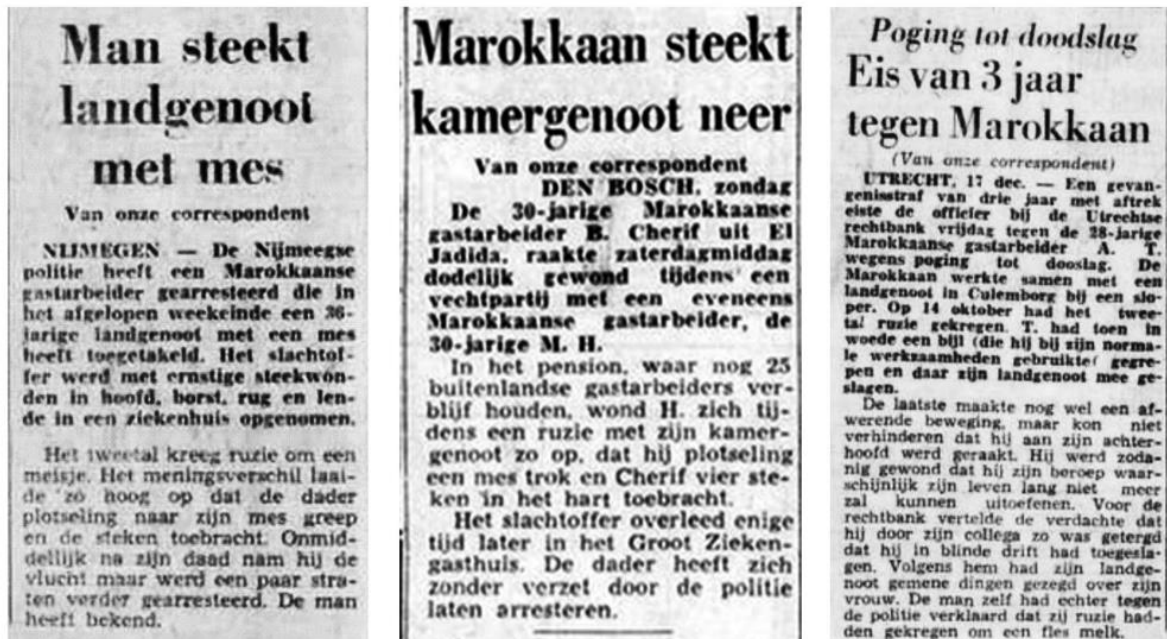 Man steekt
landgenoot
met mes
Van onze correspondent
NIJMEGEN — De Nijmeegse
politie heeft een Marokkaanse
gastarbeider gearresteerd die in
het afgelopen weekeinde een 36-
jarige landgenoot met een mes
heeft toegetakeld. Het slachtof-
fer werd met ernstige steekwon-
den in hoofd, borst, rug en len-
de in een ziekenhuis opgenomen.
Het tweetal kreeg ruzie om een
meisje. Het meningsverschil laai-
de zo hoog op dat de dader
plotseling naar zijn mes greep
en de steken toebracht. Onmid-
dellijk na zijn daad nam hij de
vlucht maar werd een paar stra-
ten verder gearresteerd. De man
heeft bekend.
Marokkaan steekt
kamergenoot neer
Van onze correspondent
DEN BOSCH, zondag
De 30-jarige Marokkaanse
gastarbeider B. Cherif uit El
Jadida, raakte zaterdagmiddag
dodelijk gewond tijdens een
vechtpartij met een eveneens
Marokkaanse gastarbeider, de
30-jarige M. H.
In het pension, waar nog 25
buitenlandse gastarbeiders ver-
blijf houden, wond H. zich tij-
dens een ruzie met zijn kamer-
genoot zo op, dat hij plotseling
een mes trok en Cherif vier ste-
ken in het hart toebracht.
Het slachtoffer overleed enige
tijd later in het Groot Zieken-
gasthuis. De dader heeft zich
zonder verzet door de politie
laten arresteren.
Poging tot doodslag
Eis van 3 jaar
tegen Marokkaan
(Van onze correspondent)
UTRECHT, 17 dec. — Een gevan-
genisstraf van drie jaar met aftrek
eiste de officier bij de Utrechtse
rechtbank vrijdag tegen de 28-jarige
Marokkaanse gastarbeider A. T.
wegens poging tot dooslag. De
Marokkaan werkte samen met een
landgenoot in Culemborg bij een slo-
per. Op 14 oktober had het twee-
tal ruzie gekregen. T. had toen in
woede een bijl (die hij bij zijn norma-
le werkzaamheden gebruikte( gegre-
pen en daar zijn landgenoot mee ge-
slagen.
De laatste maakte nog wel een af-
werende beweging, maar kon niet
verhinderen dat hij aan zijn achter-
hoofd werd geraakt. Hij werd zoda-
nig gewond dat hij zijn beroep waar-
schijnlijk zijn leven lang niet meer
zal kunnen uitoefenen. Voor de
rechtbank vertelde de verdachte dat
hij door zijn collega zo was getergd
dat hij in blinde drift had toegesla-
gen. Volgens hem had zijn landge-
noot gemene dingen gezegd over zijn
vrouw. De man zelf had echter tegen
de politie verklaard dat zij ruzie had-
den gekregen om een fles melk.